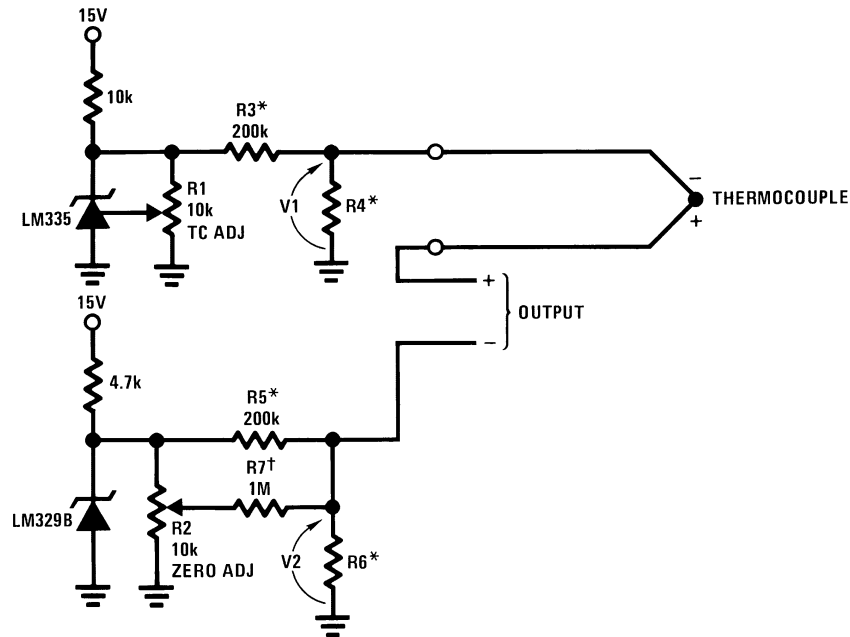 15V
10k
R3*
200k
LM335
R1
10k
TC ADJ
V1
R4*
−
THERMOCOUPLE
+
+
OUTPUT
−
15V
4.7k
R5*
200k
R7†
1M
LM329B
R2
10k
ZERO ADJ
V2
R6*